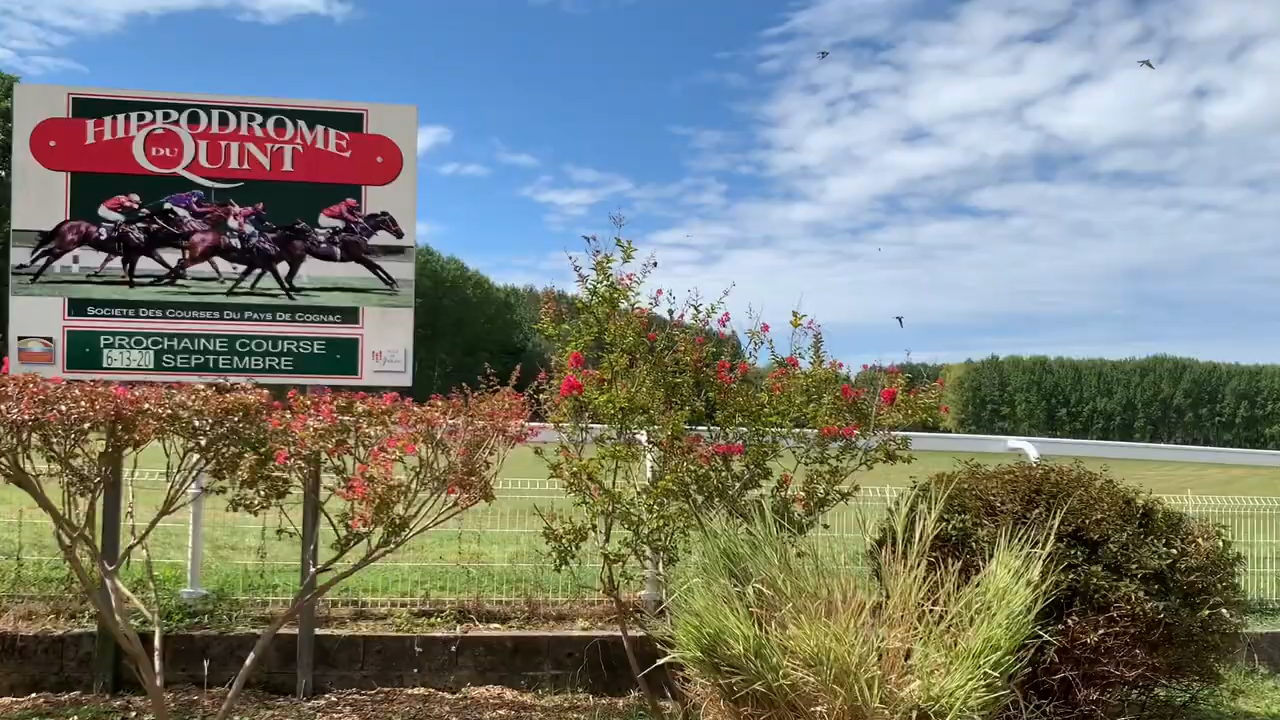 HIPPODROME
DU QUINT
SOCIETE DES COURSES DU PAYS DE COGNAC
PROCHAINE COURSE
6-13-20 SEPTEMBRE